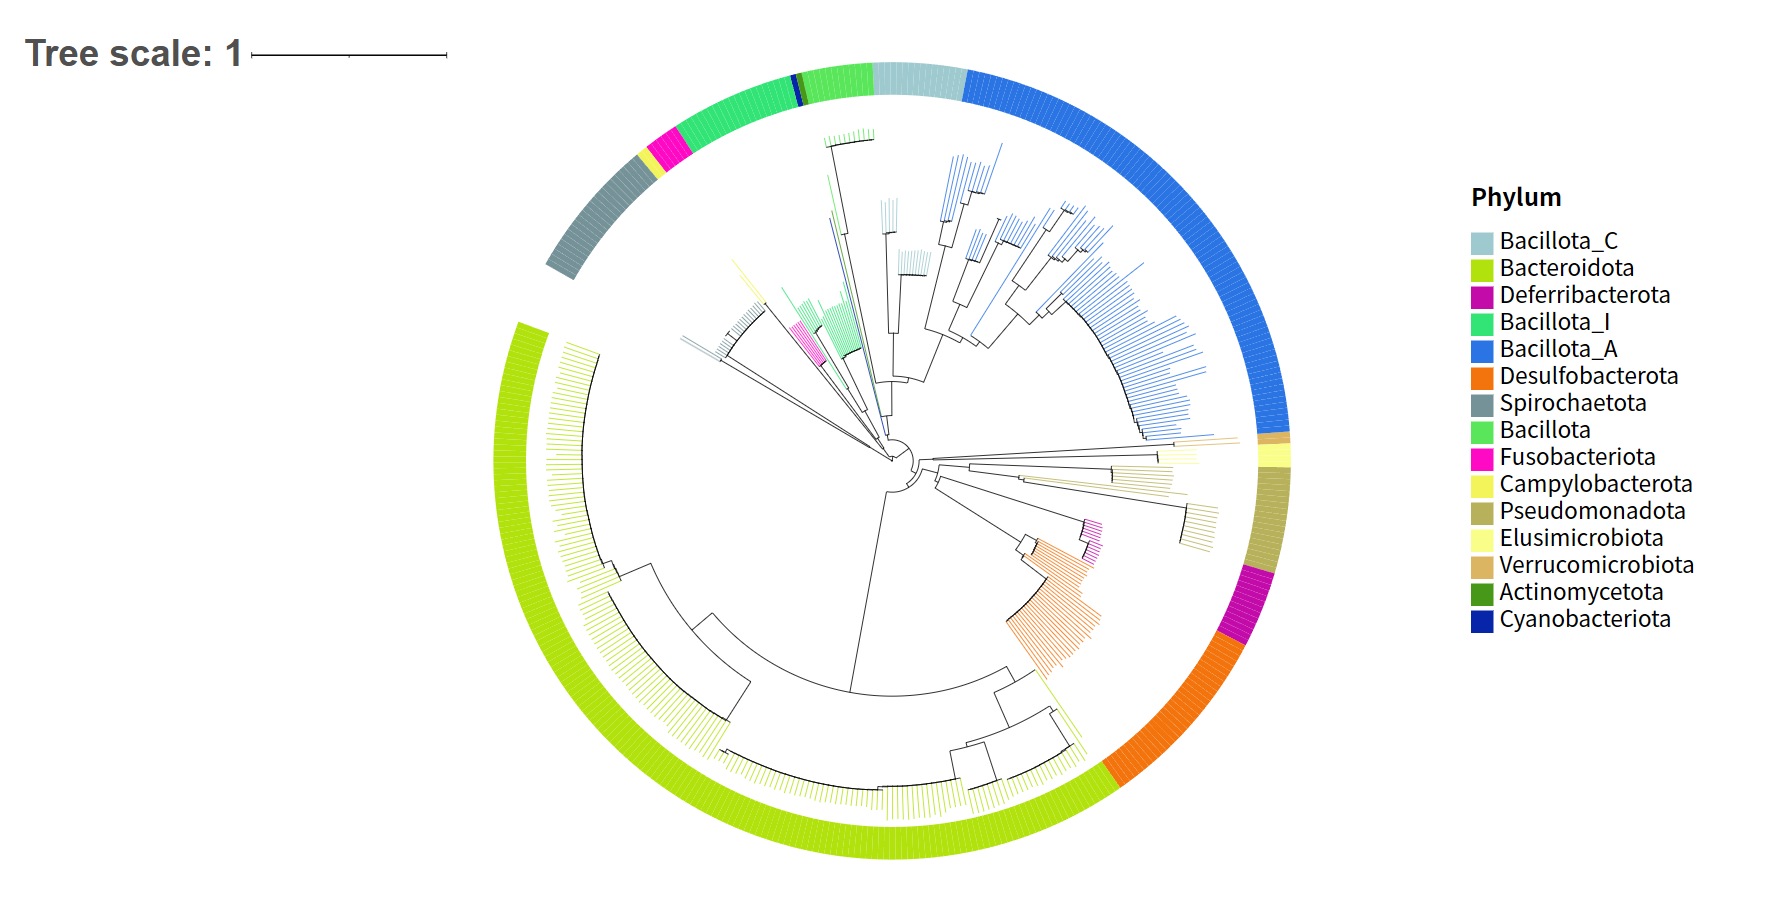 Tree scale: 1
Phylum
Bacillota_C
Bacteroidota
Deferribacterota
Bacillota_I
Bacillota_A
Desulfobacterota
Spirochaetota
Bacillota
Fusobacteriota
Campylobacterota
Pseudomonadota
Elusimicrobiota
Verrucomicrobiota
Actinomycetota
Cyanobacteriota